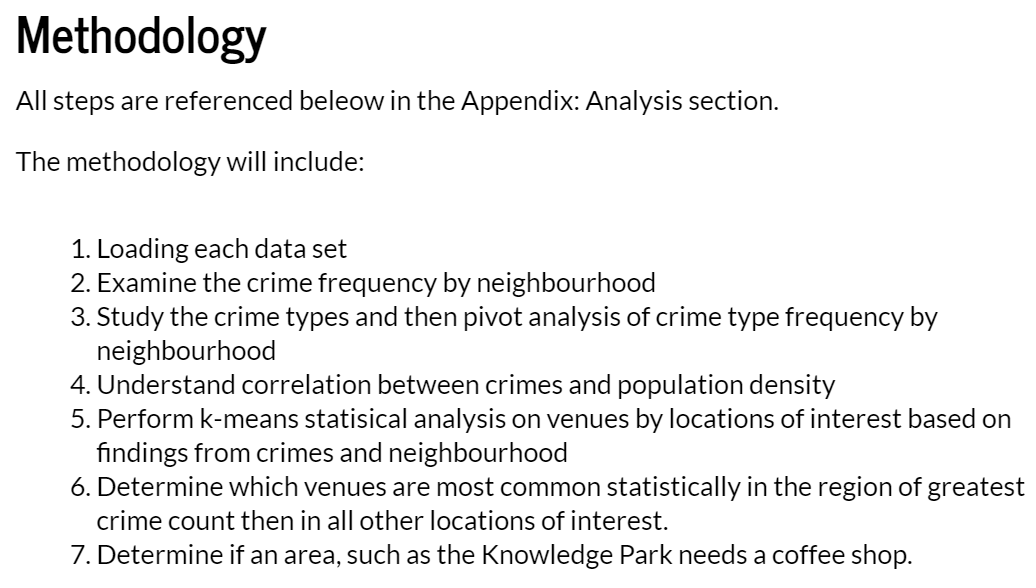 Methodology
All steps are referenced beleow in the Appendix: Analysis section.
The methodology will include:
1. Loading each data set
2. Examine the crime frequency by neighbourhood
3. Study the crime types and then pivot analysis of crime type frequency by
neighbourhood
4. Understand correlation between crimes and population density
5. Perform k-means statisical analysis on venues by locations of interest based on
findings from crimes and neighbourhood
6. Determine which venues are most common statistically in the region of greatest
crime count then in all other locations of interest.
7. Determine if an area, such as the Knowledge Park needs a coffee shop.